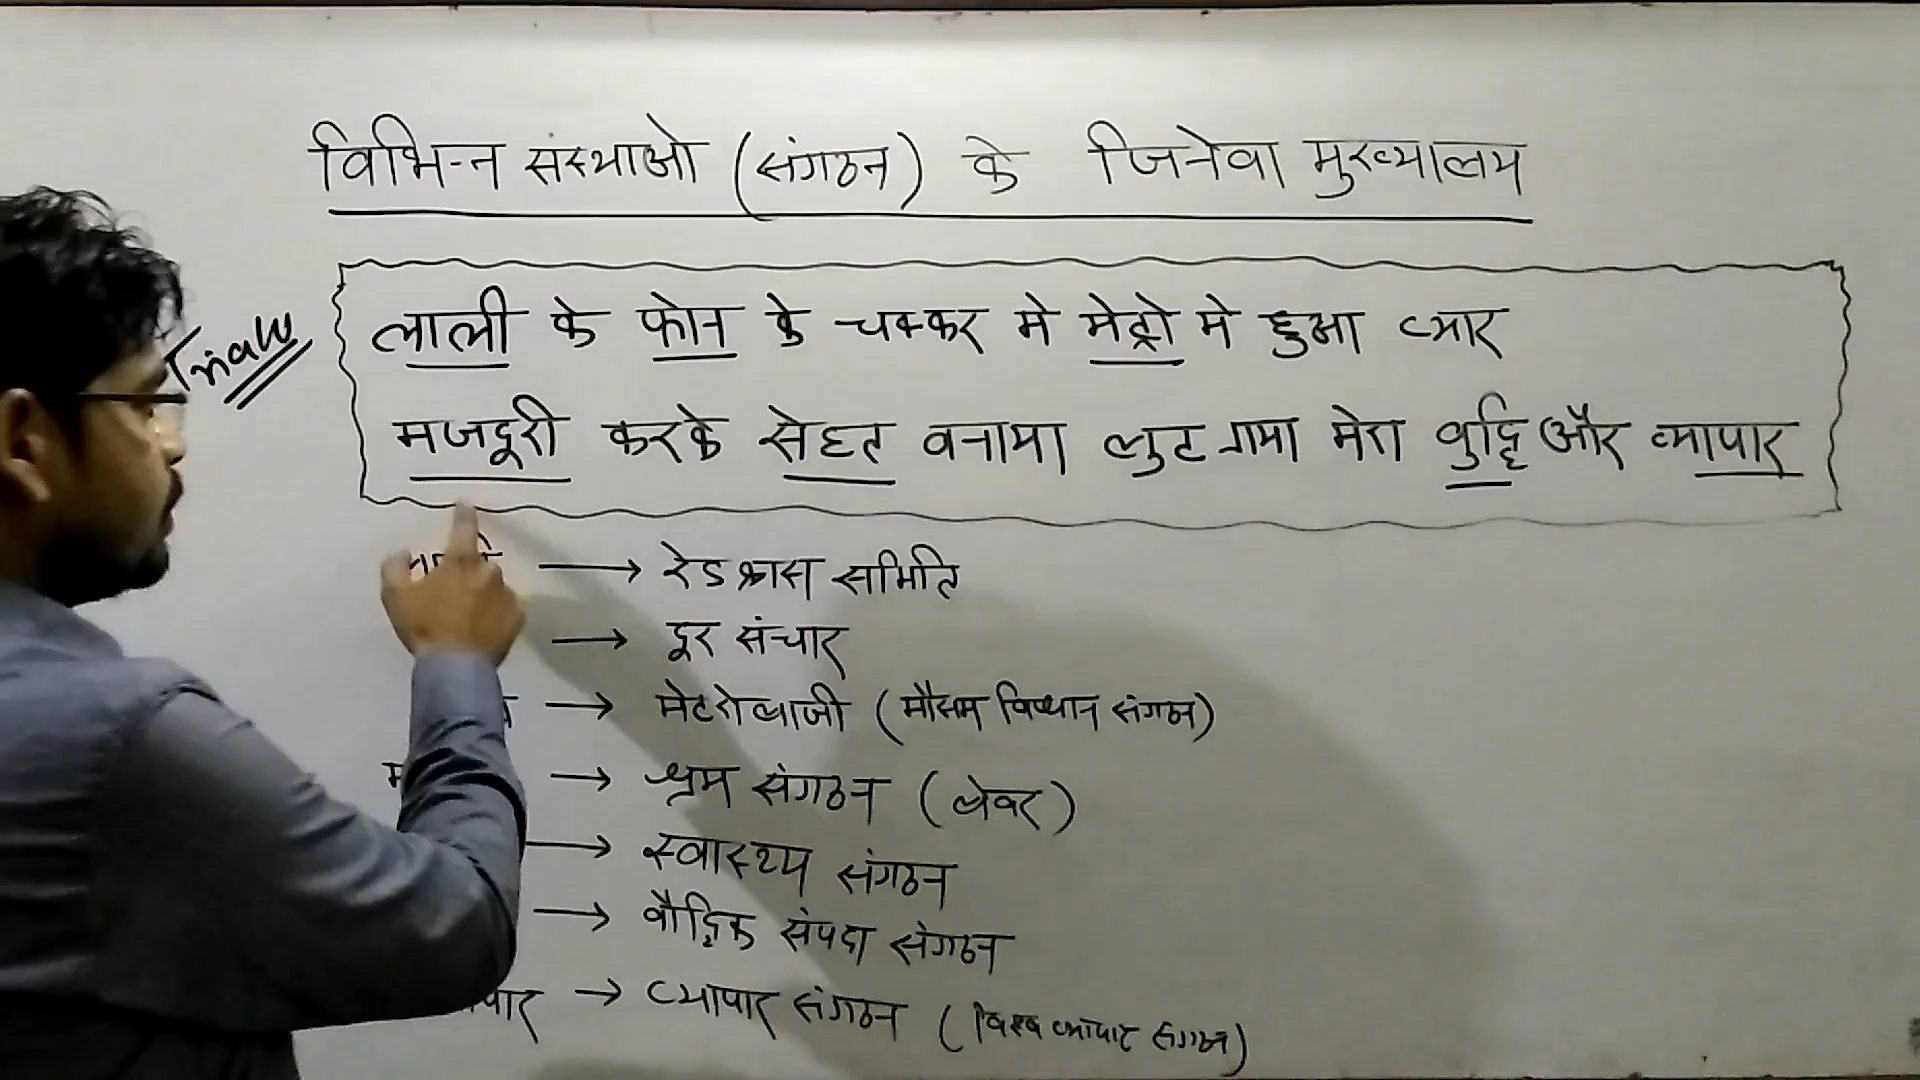 विभिन्न संस्थाओ (संगठन) के जिनेवा मुख्यालय
Trick
लाली के फोन के चक्कर मे मेट्रो मे हुआ प्यार
मजदूरी करके सेहत बनाया लुट गया मेरा बुद्धि और व्यापार
→ रेडक्रास समिति
→ दूर संचार
→ मेटरोलाजी (मौसम विज्ञान संगठन)
→ श्रम संगठन (लेबर)
→ स्वास्थ्य संगठन
→ बौद्धिक संपदा संगठन
→ व्यापार संगठन (विश्व व्यापार संगठन)